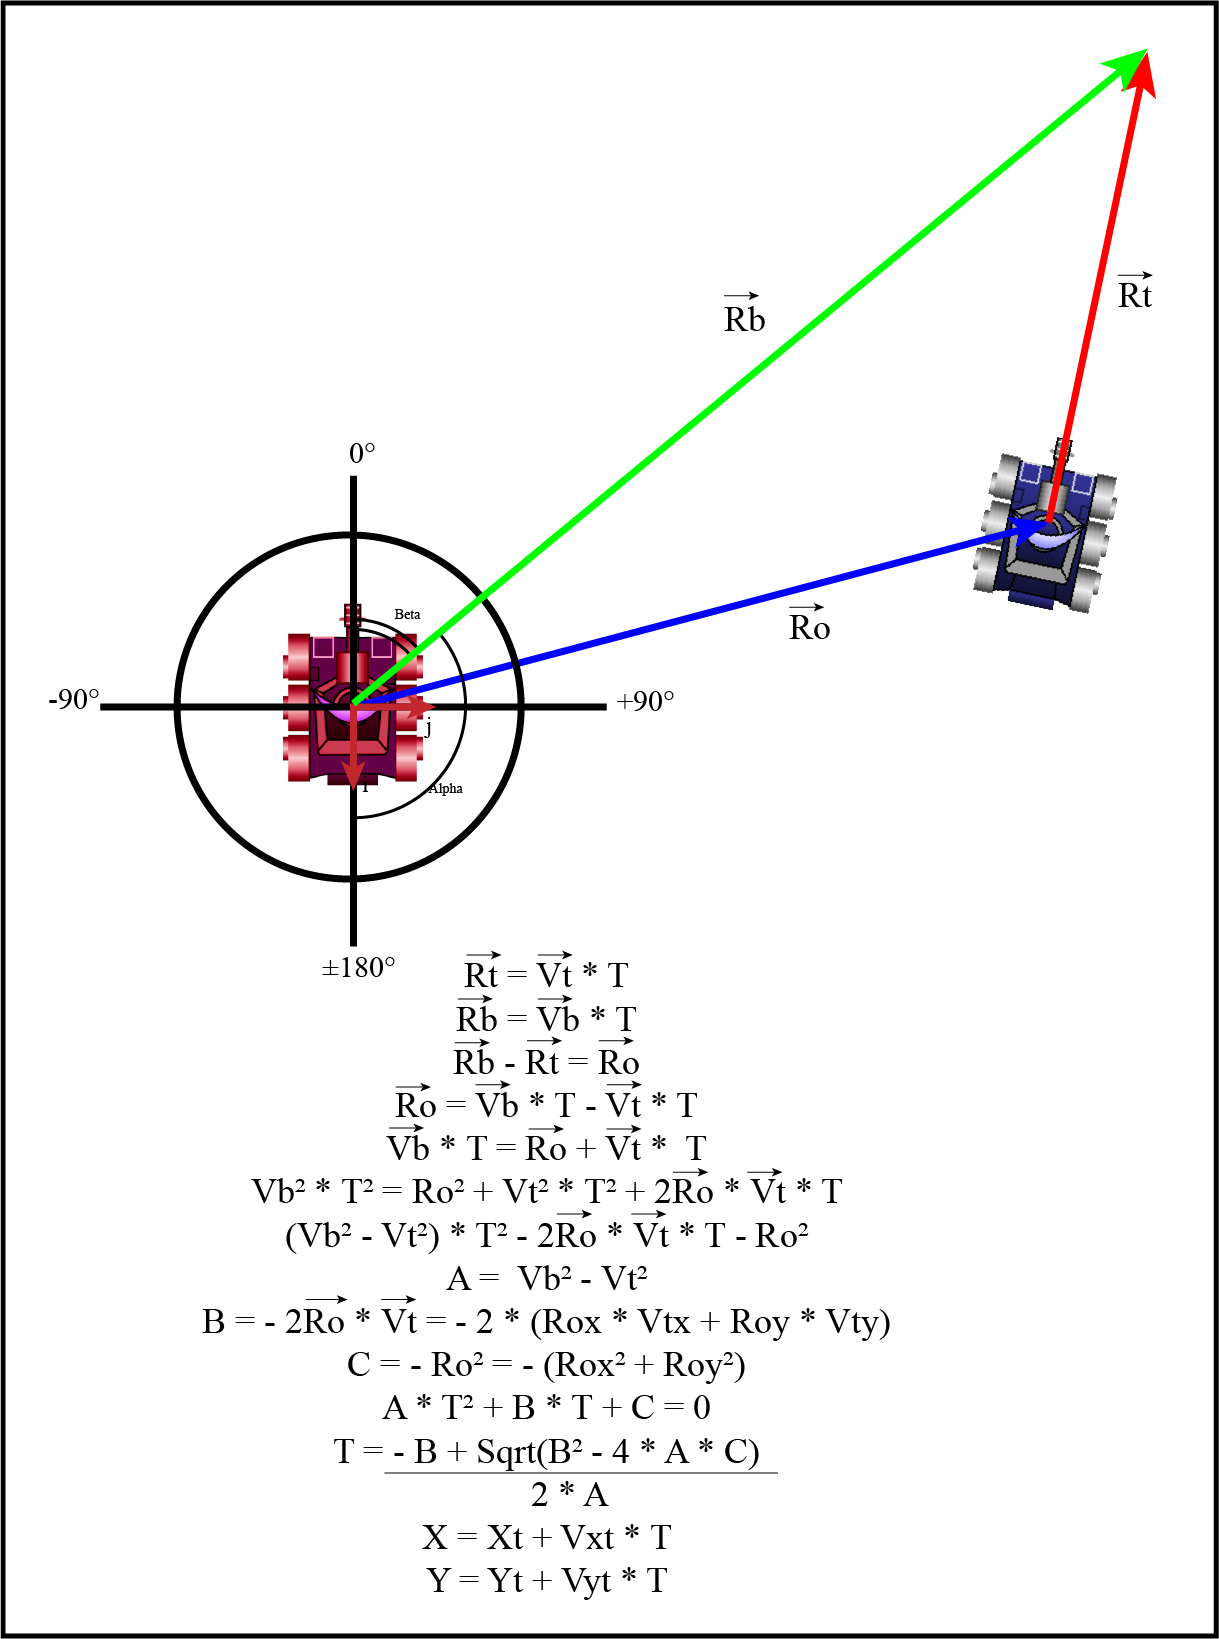 Rb
Rt
0°
Beta
Ro
-90°
+90°
j
i
Alpha
±180°
Rt = Vt * T
Rb = Vb * T
Rb - Rt = Ro
Ro = Vb * T - Vt * T
Vb * T = Ro + Vt * T
Vb² * T² = Ro² + Vt² * T² + 2Ro * Vt * T
(Vb² - Vt²) * T² - 2Ro * Vt * T - Ro²
A = Vb² - Vt²
B = - 2Ro * Vt = - 2 * (Rox * Vtx + Roy * Vty)
C = - Ro² = - (Rox² + Roy²)
A * T² + B * T + C = 0
T = - B + Sqrt(B² - 4 * A * C)
2 * A
X = Xt + Vxt * T
Y = Yt + Vyt * T